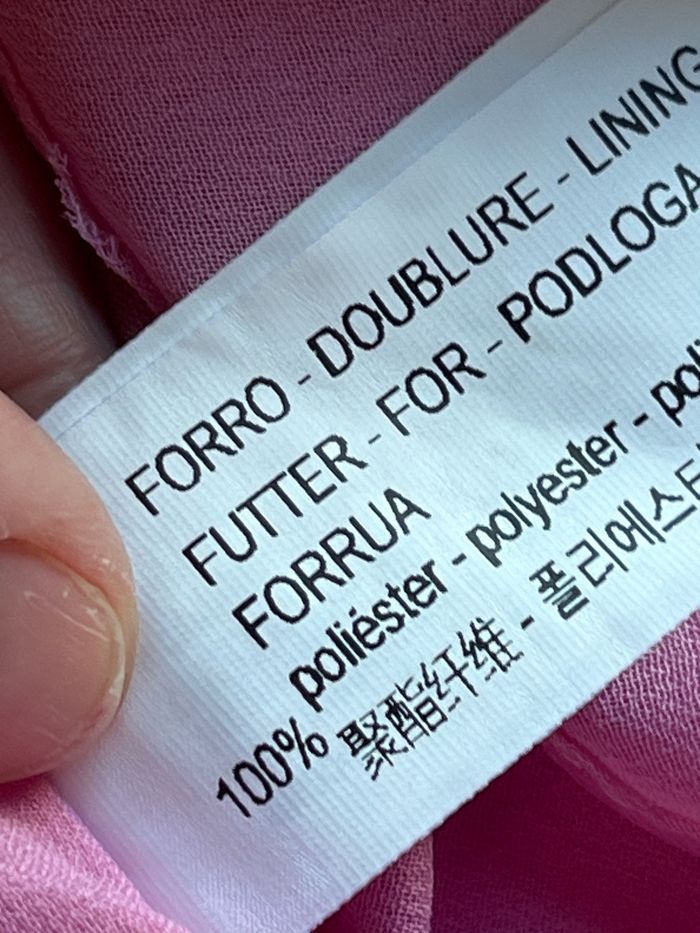 FORRO - DOUBLURE - LINING
FUTTER - FOR - PODLOGA
FORRUA
poliéster - polyester -
100% 聚酯纤维 - 폴리에스